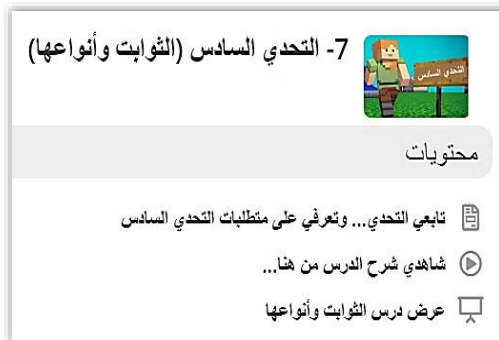 7- التحدي السادس (الثوابت وأنواعها)
التحدي السادس
محتويات
تابعي التحدي... وتعرفي على متطلبات التحدي السادس
شاهدي شرح الدرس من هنا...
عرض درس الثوابت وأنواعها